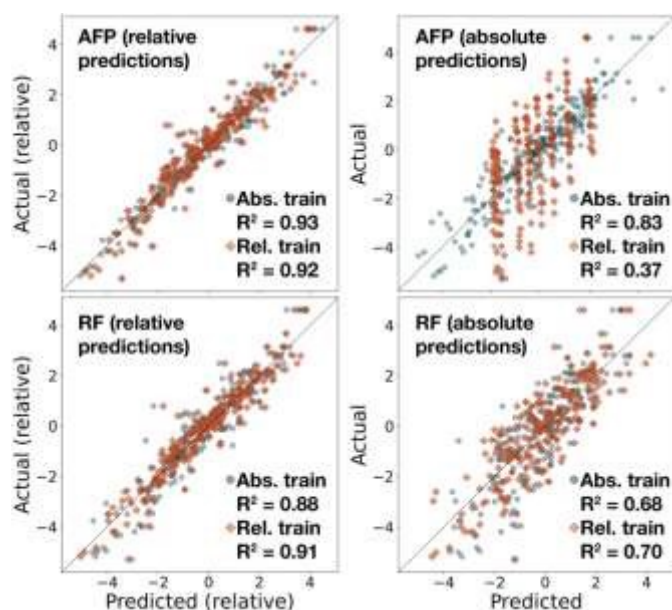 AFP (relative
predictions)
Actual (relative)
4
2
0
−2
−4
Abs. train
R² = 0.93
Rel. train
R² = 0.92
AFP (absolute
predictions)
Actual
4
2
0
−2
−4
Abs. train
R² = 0.83
Rel. train
R² = 0.37
RF (relative
predictions)
Actual (relative)
4
2
0
−2
−4
Abs. train
R² = 0.88
Rel. train
R² = 0.91
−4 −2 0 2 4
Predicted (relative)
RF (absolute
predictions)
Actual
4
2
0
−2
−4
Abs. train
R² = 0.68
Rel. train
R² = 0.70
−4 −2 0 2 4
Predicted